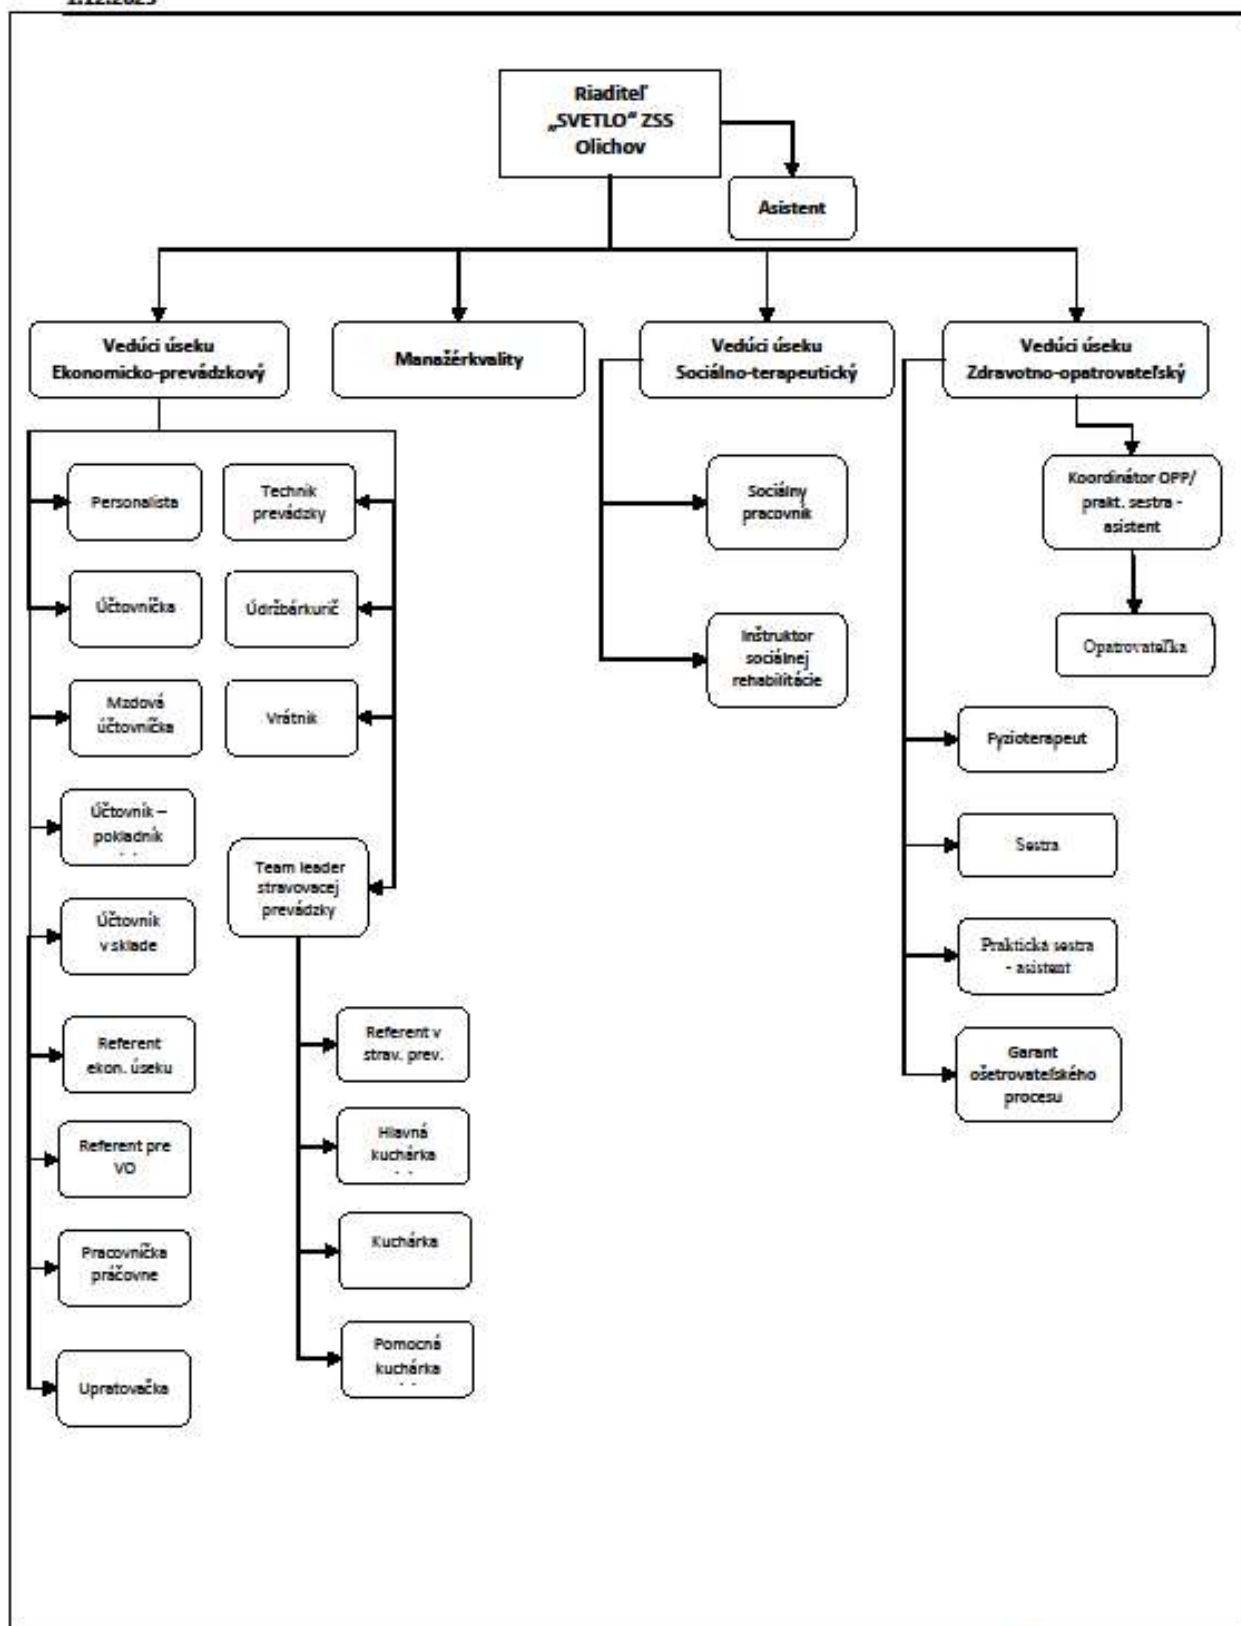 Riaditeľ
„SVETLO“ ZSS
Olichov
Asistent
Vedúci úseku
Ekonomicko-prevádzkový
Manažérkvality
Vedúci úseku
Sociálno-terapeutický
Vedúci úseku
Zdravotno-opatrovateľský
Personalista
Technik
prevádzky
Sociálny
pracovník
Koordinátor OPP/
prakt. sestra -
asistent
Účtovníčka
Údržbárkurič
Inštruktor
sociálnej
rehabilitácie
Opatrovateľka
Mzdová
účtovníčka
Vrátnik
Fyzioterapeut
Účtovník –
pokladník
Team leader
stravovacej
prevádzky
Sestra
Účtovník
v sklade
Praktická sestra
- asistent
Referent
ekon. úseku
Referent v
strav. prev.
Garant
ošetrovateľského
procesu
Referent pre
VO
Hlavná
kuchárka
Pracovníčka
práčovne
Kuchárka
Upratovačka
Pomocná
kuchárka